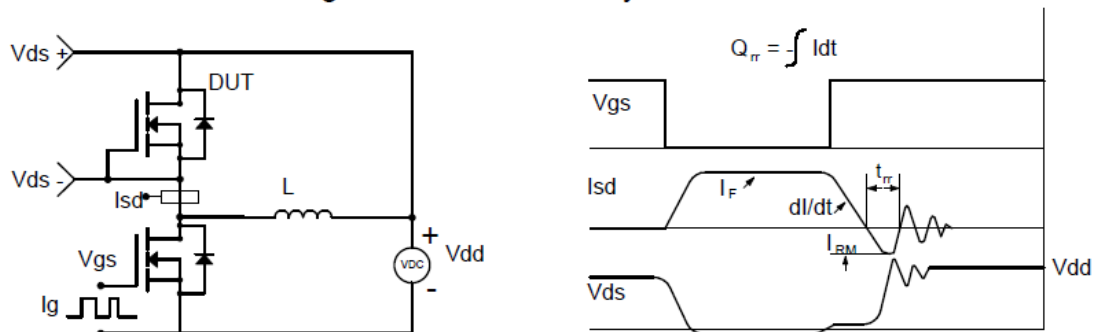 Vds +
DUT
Vds -
Isd
L
Vgs
Ig
+
VDC
Vdd
-
Qrr = -∫ Idt
Vgs
Isd
IF
dI/dt
trr
IRM
Vds
Vdd